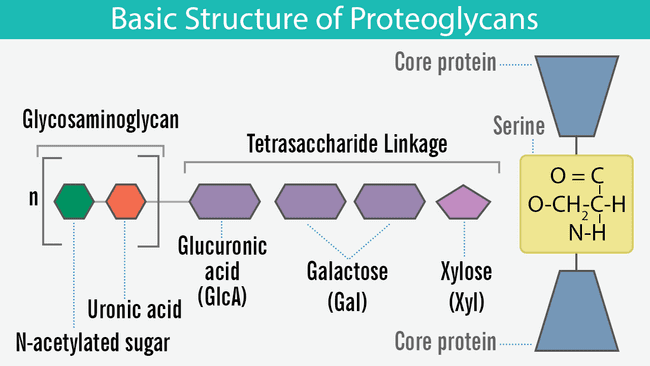 Basic Structure of Proteoglycans
Core protein
Glycosaminoglycan
Serine
Tetrasaccharide Linkage
O = C
n
O-CH2-C-H
N-H
Glucuronic
acid
(GlcA)
Galactose
(Gal)
Xylose
(Xyl)
Uronic acid
N-acetylated sugar
Core protein